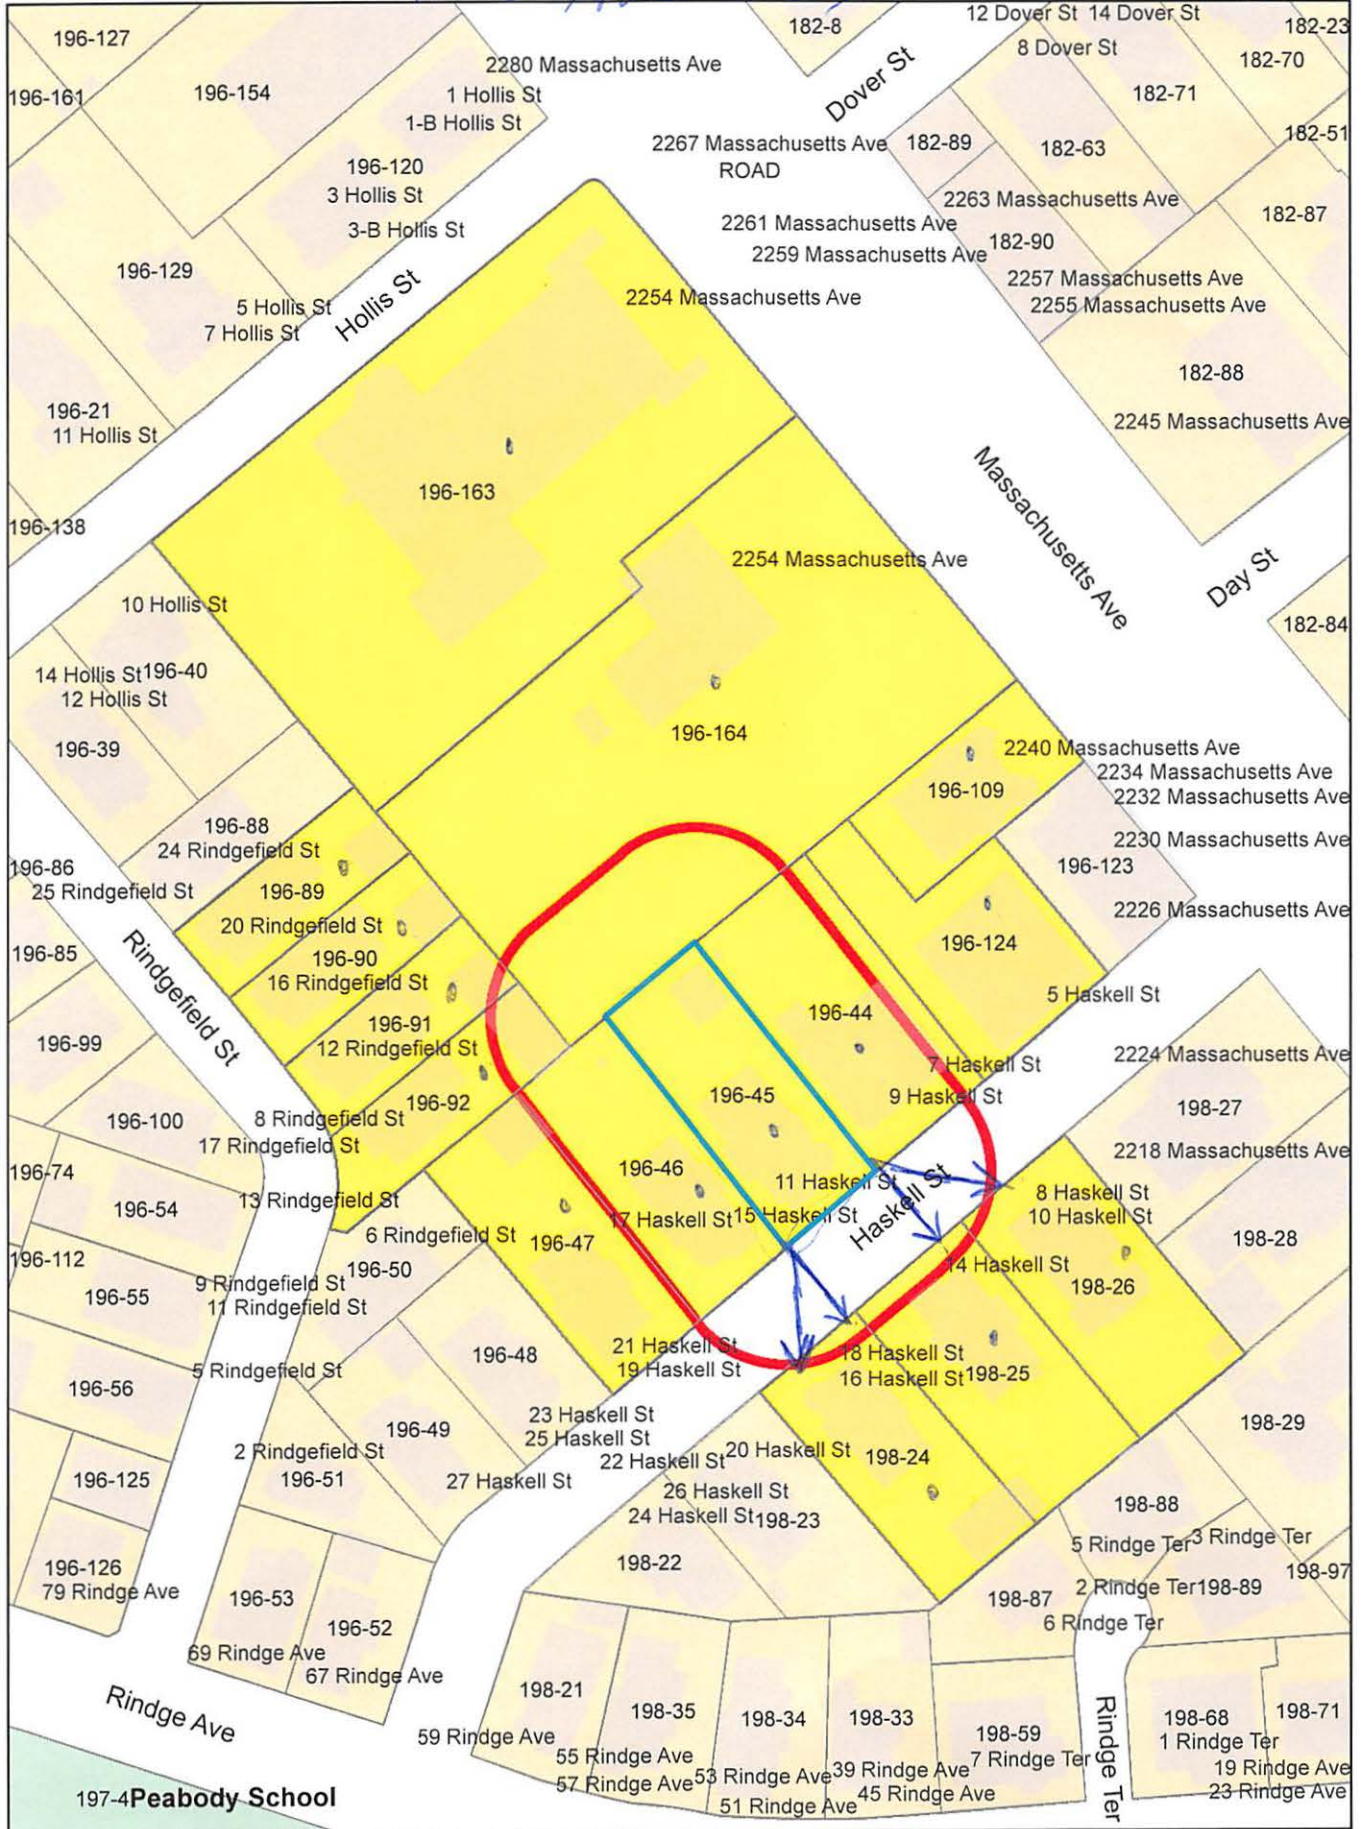 182-8
12 Dover St 14 Dover St
182-23
196-127
8 Dover St
2280 Massachusetts Ave
182-70
196-161
196-154
1 Hollis St
Dover St
182-71
1-B Hollis St
182-51
2267 Massachusetts Ave
182-89
182-63
ROAD
196-120
3 Hollis St
2263 Massachusetts Ave
182-87
3-B Hollis St
2261 Massachusetts Ave
182-90
2259 Massachusetts Ave
196-129
2257 Massachusetts Ave
5 Hollis St
Hollis St
2254 Massachusetts Ave
2255 Massachusetts Ave
7 Hollis St
182-88
196-21
11 Hollis St
2245 Massachusetts Ave
196-163
Massachusetts Ave
196-138
2254 Massachusetts Ave
Day St
10 Hollis St
182-84
14 Hollis St
196-40
12 Hollis St
196-39
196-164
2240 Massachusetts Ave
2234 Massachusetts Ave
196-109
2232 Massachusetts Ave
196-88
24 Rindgefield St
2230 Massachusetts Ave
196-86
196-123
25 Rindgefield St
196-89
2226 Massachusetts Ave
20 Rindgefield St
196-124
196-85
Rindgefield St
196-90
16 Rindgefield St
5 Haskell St
196-44
196-91
196-99
12 Rindgefield St
2224 Massachusetts Ave
7 Haskell St
196-45
9 Haskell St
196-92
8 Rindgefield St
196-100
198-27
17 Rindgefield St
2218 Massachusetts Ave
196-74
196-46
11 Haskell St
8 Haskell St
13 Rindgefield St
196-54
17 Haskell St
15 Haskell St
Haskell St
10 Haskell St
6 Rindgefield St
196-47
198-28
196-112
14 Haskell St
196-50
9 Rindgefield St
198-26
196-55
11 Rindgefield St
21 Haskell St
18 Haskell St
196-48
19 Haskell St
5 Rindgefield St
16 Haskell St
198-25
196-56
23 Haskell St
198-29
196-49
25 Haskell St
2 Rindgefield St
20 Haskell St
198-24
22 Haskell St
196-125
196-51
27 Haskell St
26 Haskell St
198-88
24 Haskell St
198-23
5 Rindge Ter
3 Rindge Ter
198-22
196-126
198-97
79 Rindge Ave
196-53
198-87
2 Rindge Ter
198-89
6 Rindge Ter
196-52
69 Rindge Ave
67 Rindge Ave
198-21
Rindge Ave
198-35
198-34
198-33
198-59
198-68
198-71
59 Rindge Ave
1 Rindge Ter
55 Rindge Ave
7 Rindge Ter
Rindge Ter
39 Rindge Ave
19 Rindge Ave
53 Rindge Ave
57 Rindge Ave
45 Rindge Ave
23 Rindge Ave
197-4
Peabody School
51 Rindge Ave